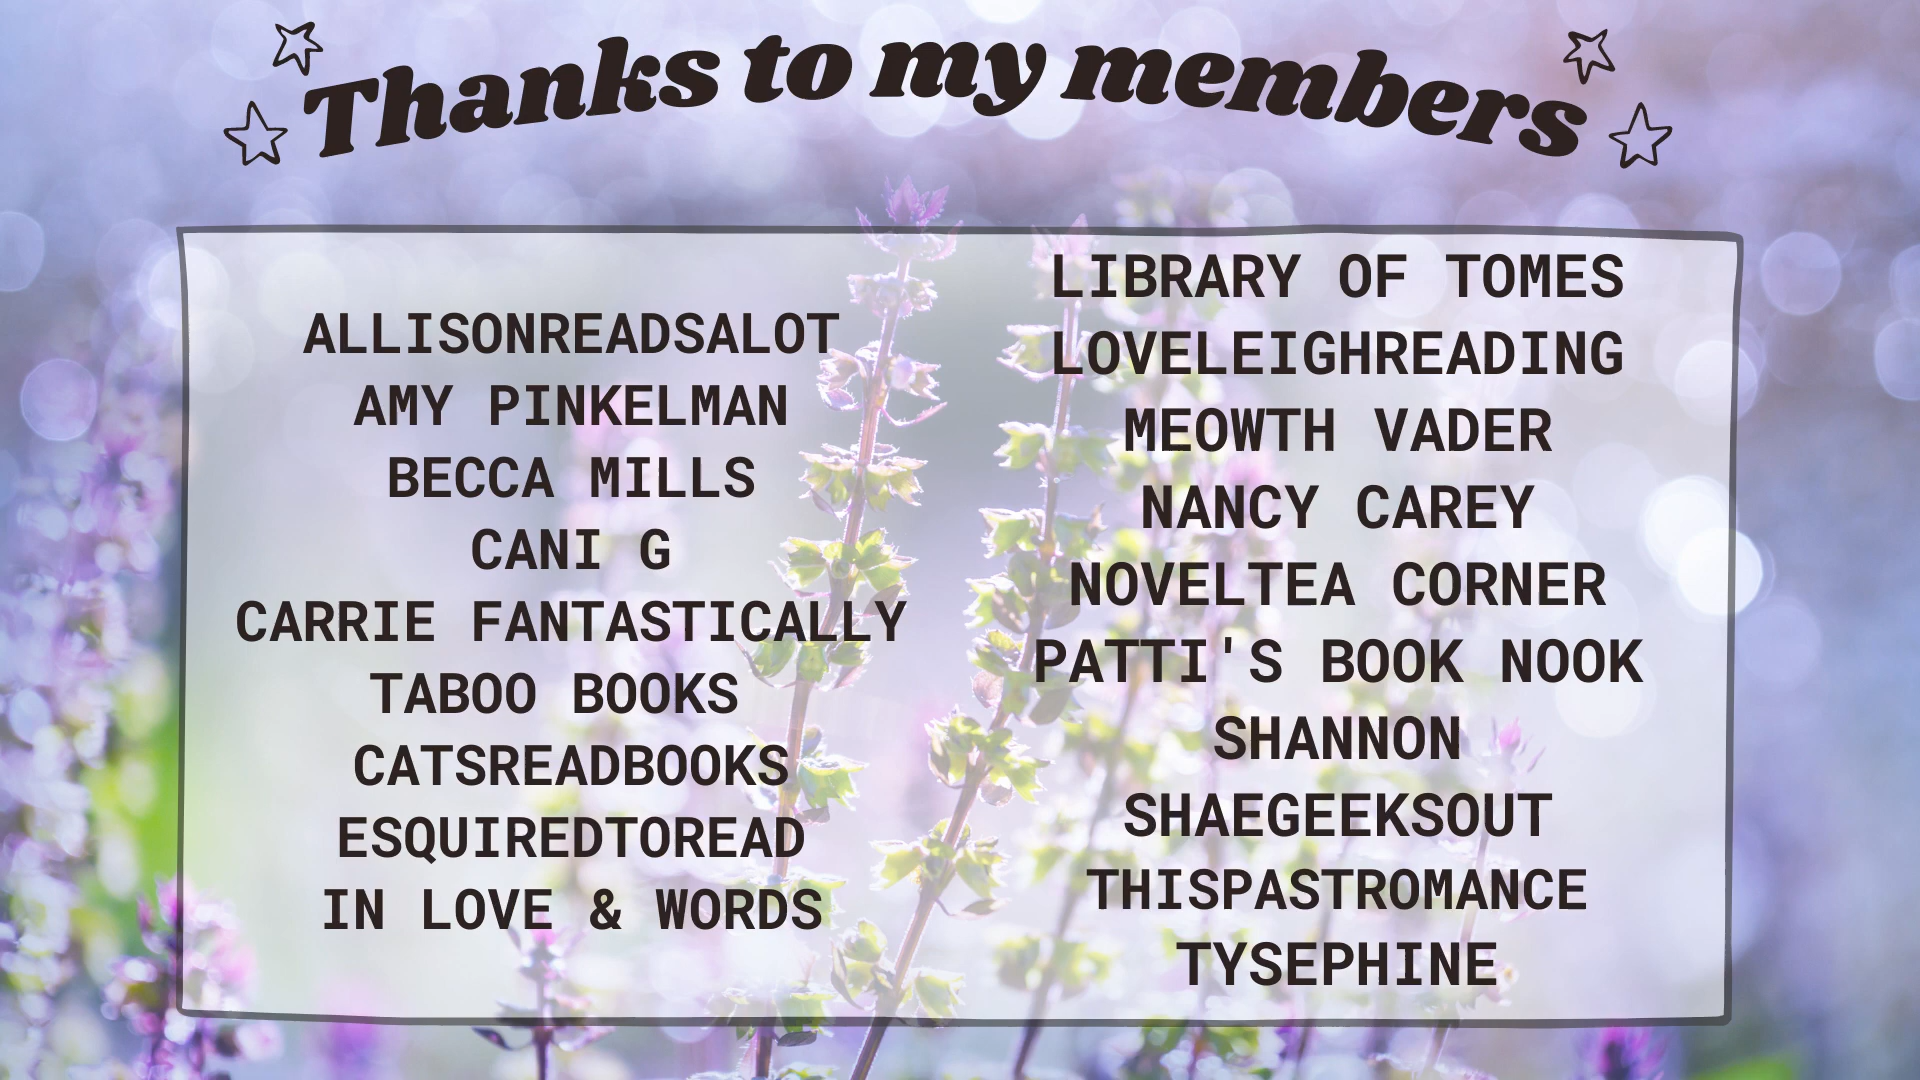 Thanks to my members
ALLISONREADSALOT
AMY PINKELMAN
BECCA MILLS
CANI G
CARRIE FANTASTICALLY
TABOO BOOKS
CATSREADBOOKS
ESQUIREDTOREAD
IN LOVE & WORDS
LIBRARY OF TOMES
LOVELEIGHREADING
MEOWTH VADER
NANCY CAREY
NOVELTEA CORNER
PATTI'S BOOK NOOK
SHANNON
SHAEGEEKSOUT
THISPASTROMANCE
TYSEPHINE